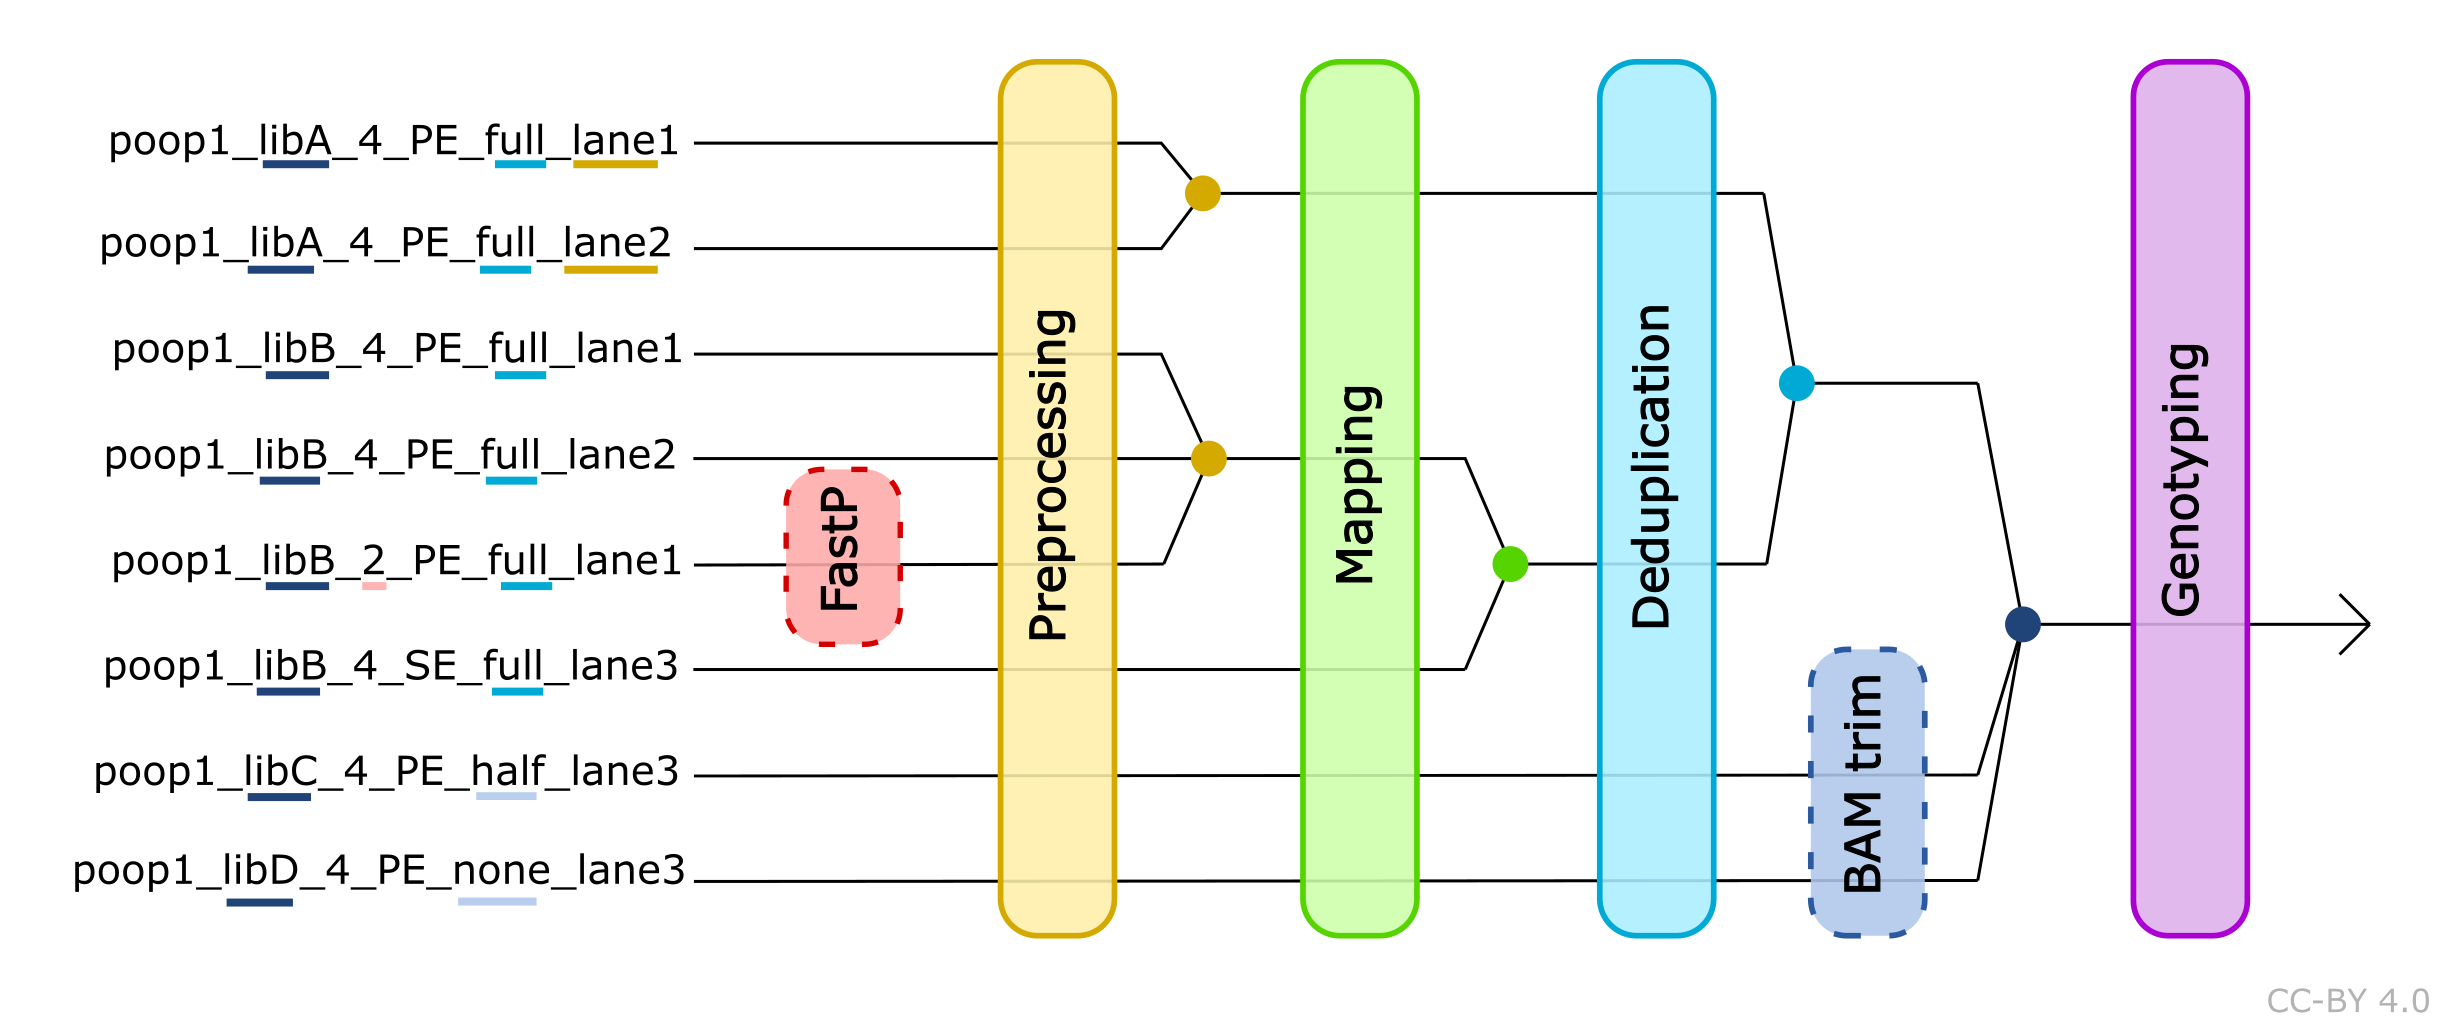 poop1_libA_4_PE_full_lane1
poop1_libA_4_PE_full_lane2
poop1_libB_4_PE_full_lane1
poop1_libB_4_PE_full_lane2
poop1_libB_2_PE_full_lane1
poop1_libB_4_SE_full_lane3
poop1_libC_4_PE_half_lane3
poop1_libD_4_PE_none_lane3
FastP
Preprocessing
Mapping
Deduplication
BAM trim
Genotyping
CC-BY 4.0